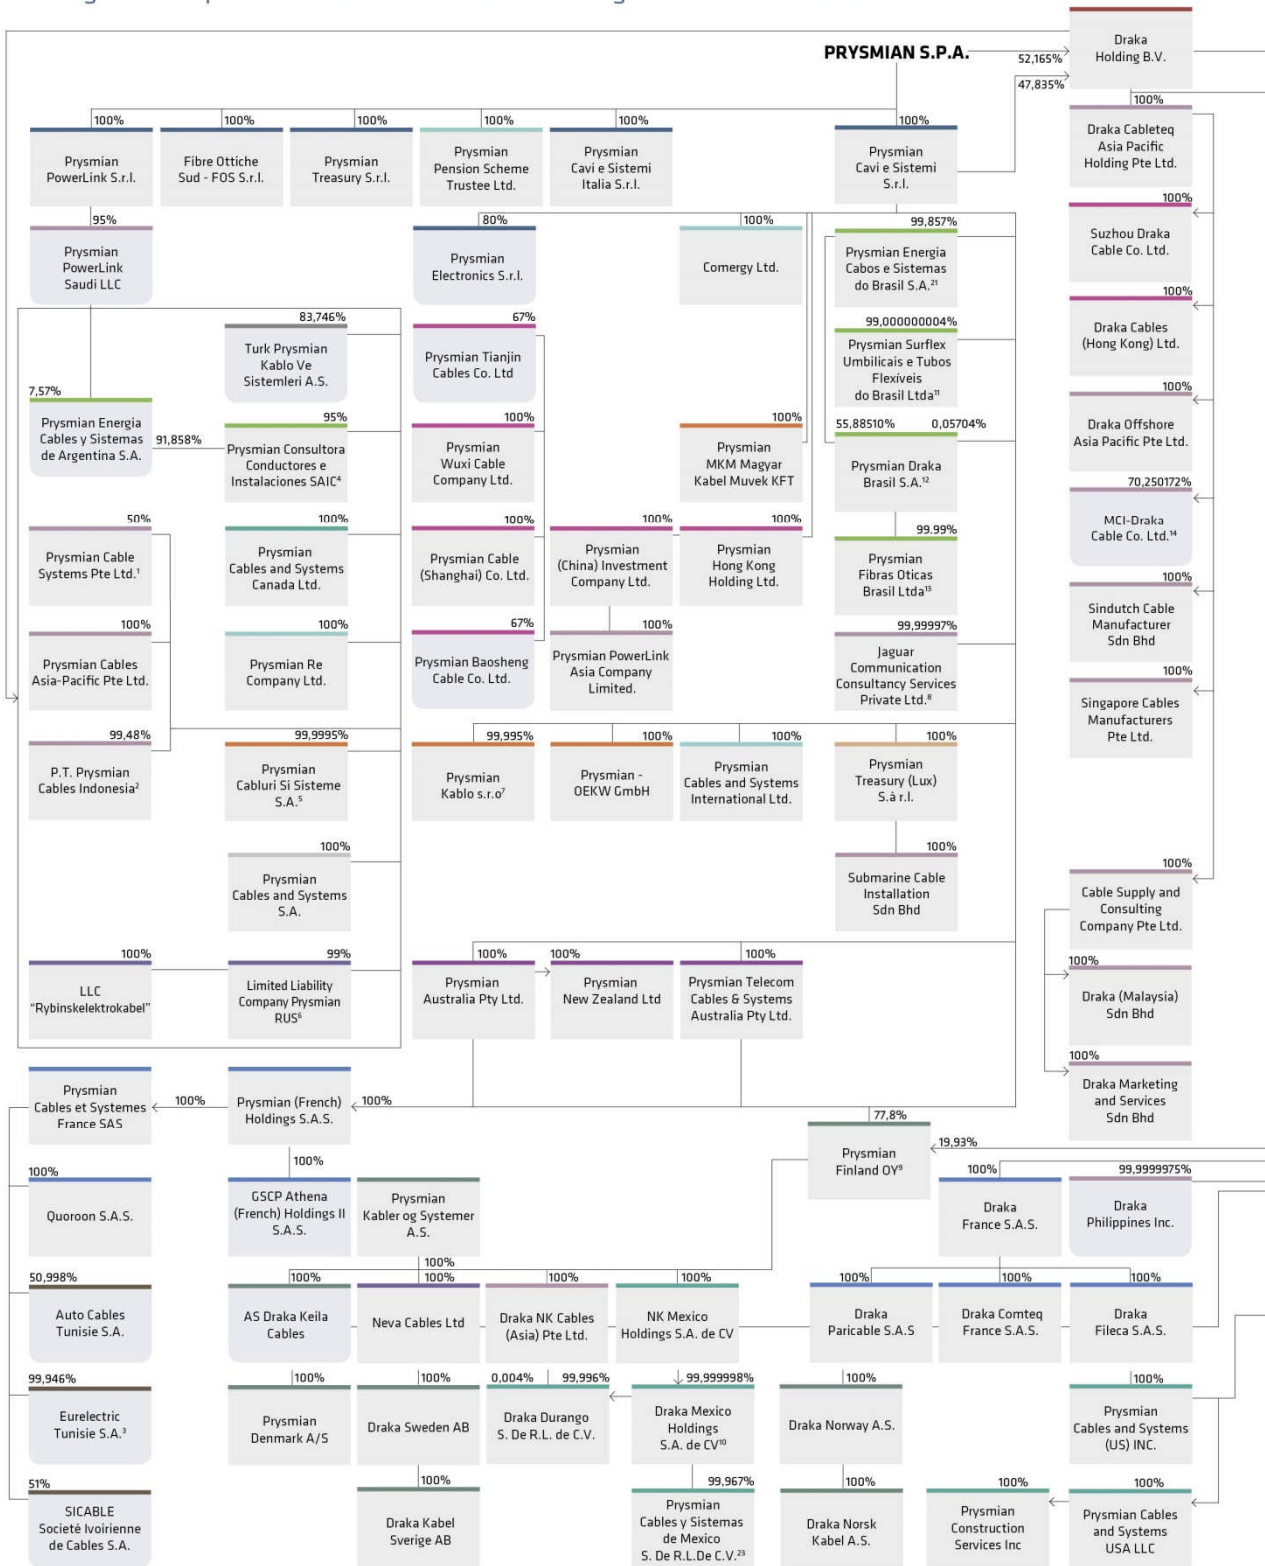 PRYSMIAN S.P.A.
52,165%
47,835%
Draka
Holding B.V.
100%
Prysmian
PowerLink S.r.l.
100%
Fibre Ottiche
Sud - FOS S.r.l.
100%
Prysmian
Treasury S.r.l.
100%
Prysmian
Pension Scheme
Trustee Ltd.
100%
Prysmian
Cavi e Sistemi
Italia S.r.l.
100%
Prysmian
Cavi e Sistemi
S.r.l.
100%
Draka Cableteq
Asia Pacific
Holding Pte Ltd.
95%
Prysmian
PowerLink
Saudi LLC
80%
Prysmian
Electronics S.r.l.
100%
Comergy Ltd.
99,857%
Prysmian Energia
Cabos e Sistemas
do Brasil S.A.²¹
100%
Suzhou Draka
Cable Co. Ltd.
83,746%
Turk Prysmian
Kablo Ve
Sistemleri A.S.
67%
Prysmian Tianjin
Cables Co. Ltd
99,000000004%
Prysmian Surflex
Umbilicais e Tubos
Flexíveis
do Brasil Ltda¹¹
100%
Draka Cables
(Hong Kong) Ltd.
7,57%
Prysmian Energia
Cables y Sistemas
de Argentina S.A.
91,858%
95%
Prysmian Consultora
Conductores e
Instalaciones SAIC⁴
100%
Prysmian
Wuxi Cable
Company Ltd.
100%
Prysmian
MKM Magyar
Kabel Muvek KFT
55,88510%
0,05704%
Prysmian Draka
Brasil S.A.¹²
100%
Draka Offshore
Asia Pacific Pte Ltd.
70,250172%
MCI-Draka
Cable Co. Ltd.¹⁴
50%
Prysmian Cable
Systems Pte Ltd.¹
100%
Prysmian
Cables and Systems
Canada Ltd.
100%
Prysmian Cable
(Shanghai) Co. Ltd.
100%
Prysmian
(China) Investment
Company Ltd.
100%
Prysmian
Hong Kong
Holding Ltd.
99.99%
Prysmian
Fibras Oticas
Brasil Ltda¹³
100%
Sindutch Cable
Manufacturer
Sdn Bhd
100%
Prysmian Cables
Asia-Pacific Pte Ltd.
100%
Prysmian Re
Company Ltd.
67%
Prysmian Baosheng
Cable Co. Ltd.
100%
Prysmian PowerLink
Asia Company
Limited.
99,99997%
Jaguar
Communication
Consultancy Services
Private Ltd.⁸
100%
Singapore Cables
Manufacturers
Pte Ltd.
99,48%
P.T. Prysmian
Cables Indonesia²
99,9995%
Prysmian
Cabluri Si Sisteme
S.A.⁵
99,995%
Prysmian
Kablo s.r.o⁷
100%
Prysmian -
OEKW GmbH
100%
Prysmian
Cables and Systems
International Ltd.
100%
Prysmian
Treasury (Lux)
S.à r.l.
100%
Prysmian
Cables and Systems
S.A.
100%
Submarine Cable
Installation
Sdn Bhd
100%
Cable Supply and
Consulting
Company Pte Ltd.
100%
LLC
“Rybinskelektrokabel”
99%
Limited Liability
Company Prysmian
RUS⁶
100%
Prysmian
Australia Pty Ltd.
100%
Prysmian
New Zealand Ltd
100%
Prysmian Telecom
Cables & Systems
Australia Pty Ltd.
100%
Draka (Malaysia)
Sdn Bhd
100%
Draka Marketing
and Services
Sdn Bhd
Prysmian
Cables et Systemes
France SAS
100%
Prysmian (French)
Holdings S.A.S.
100%
77,8%
Prysmian
Finland OY⁹
19,93%
100%
Quoroon S.A.S.
100%
GSCP Athena
(French) Holdings II
S.A.S.
Prysmian
Kabler og Systemer
A.S.
100%
100%
Draka
France S.A.S.
99,9999975%
Draka
Philippines Inc.
50,998%
Auto Cables
Tunisie S.A.
100%
AS Draka Keila
Cables
100%
Neva Cables Ltd
100%
Draka NK Cables
(Asia) Pte Ltd.
100%
NK Mexico
Holdings S.A. de CV
100%
Draka
Paricable S.A.S
100%
Draka Comteq
France S.A.S.
100%
Draka
Fileca S.A.S.
99,946%
Eurelectric
Tunisie S.A.³
100%
Prysmian
Denmark A/S
100%
Draka Sweden AB
0,004%
99,996%
Draka Durango
S. De R.L. de C.V.
99,999998%
Draka Mexico
Holdings
S.A. de CV¹⁰
100%
Draka Norway A.S.
100%
Prysmian
Cables and Systems
(US) INC.
51%
SICABLE
Societé Ivoirienne
de Cables S.A.
100%
Draka Kabel
Sverige AB
99,967%
Prysmian
Cables y Sistemas
de Mexico
S. De R.L.De C.V.²³
100%
Draka Norsk
Kabel A.S.
100%
Prysmian
Construction
Services Inc
100%
Prysmian Cables
and Systems
USA LLC